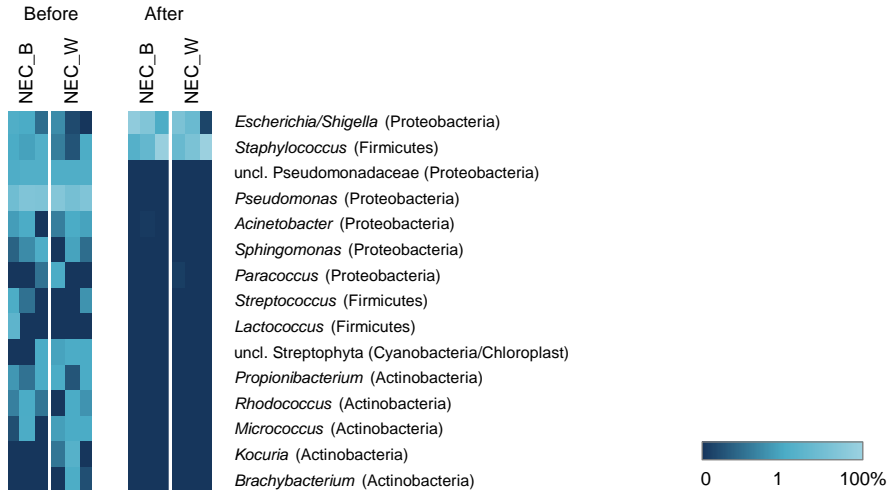 Before After
NEC_B NEC_W NEC_B NEC_W
Escherichia/Shigella (Proteobacteria)
Staphylococcus (Firmicutes)
uncl. Pseudomonadaceae (Proteobacteria)
Pseudomonas (Proteobacteria)
Acinetobacter (Proteobacteria)
Sphingomonas (Proteobacteria)
Paracoccus (Proteobacteria)
Streptococcus (Firmicutes)
Lactococcus (Firmicutes)
uncl. Streptophyta (Cyanobacteria/Chloroplast)
Propionibacterium (Actinobacteria)
Rhodococcus (Actinobacteria)
Micrococcus (Actinobacteria)
Kocuria (Actinobacteria)
Brachybacterium (Actinobacteria)
0 1 100%